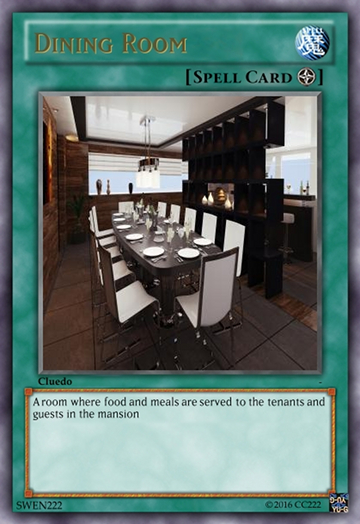 Dining Room
魔
[Spell Card]
Cluedo
A room where food and meals are served to the tenants and
guests in the mansion
SWEN222
©2016 CC222